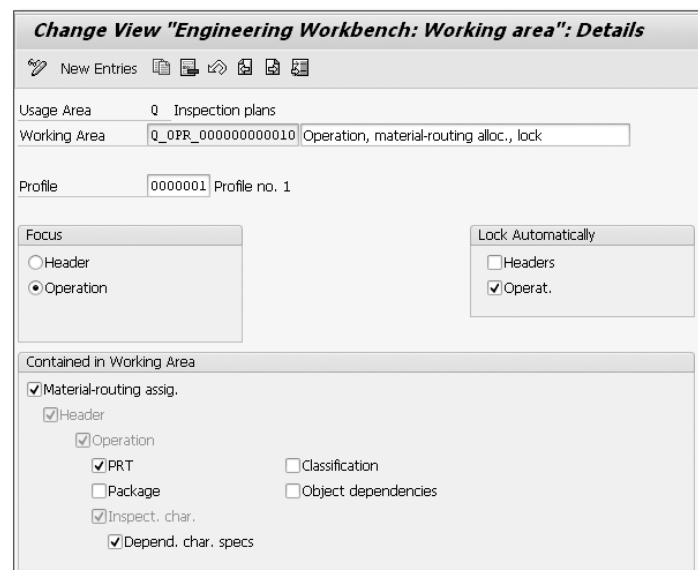 Change View "Engineering Workbench: Working area": Details
New Entries
Usage Area Q Inspection plans
Working Area Q_OPR_000000000010 Operation, material-routing alloc., lock
Profile 0000001 Profile no. 1
Focus Lock Automatically
Header Headers
Operation Operat.
Contained in Working Area
Material-routing assig.
Header
Operation
PRT Classification
Package Object dependencies
Inspect. char.
Depend. char. specs